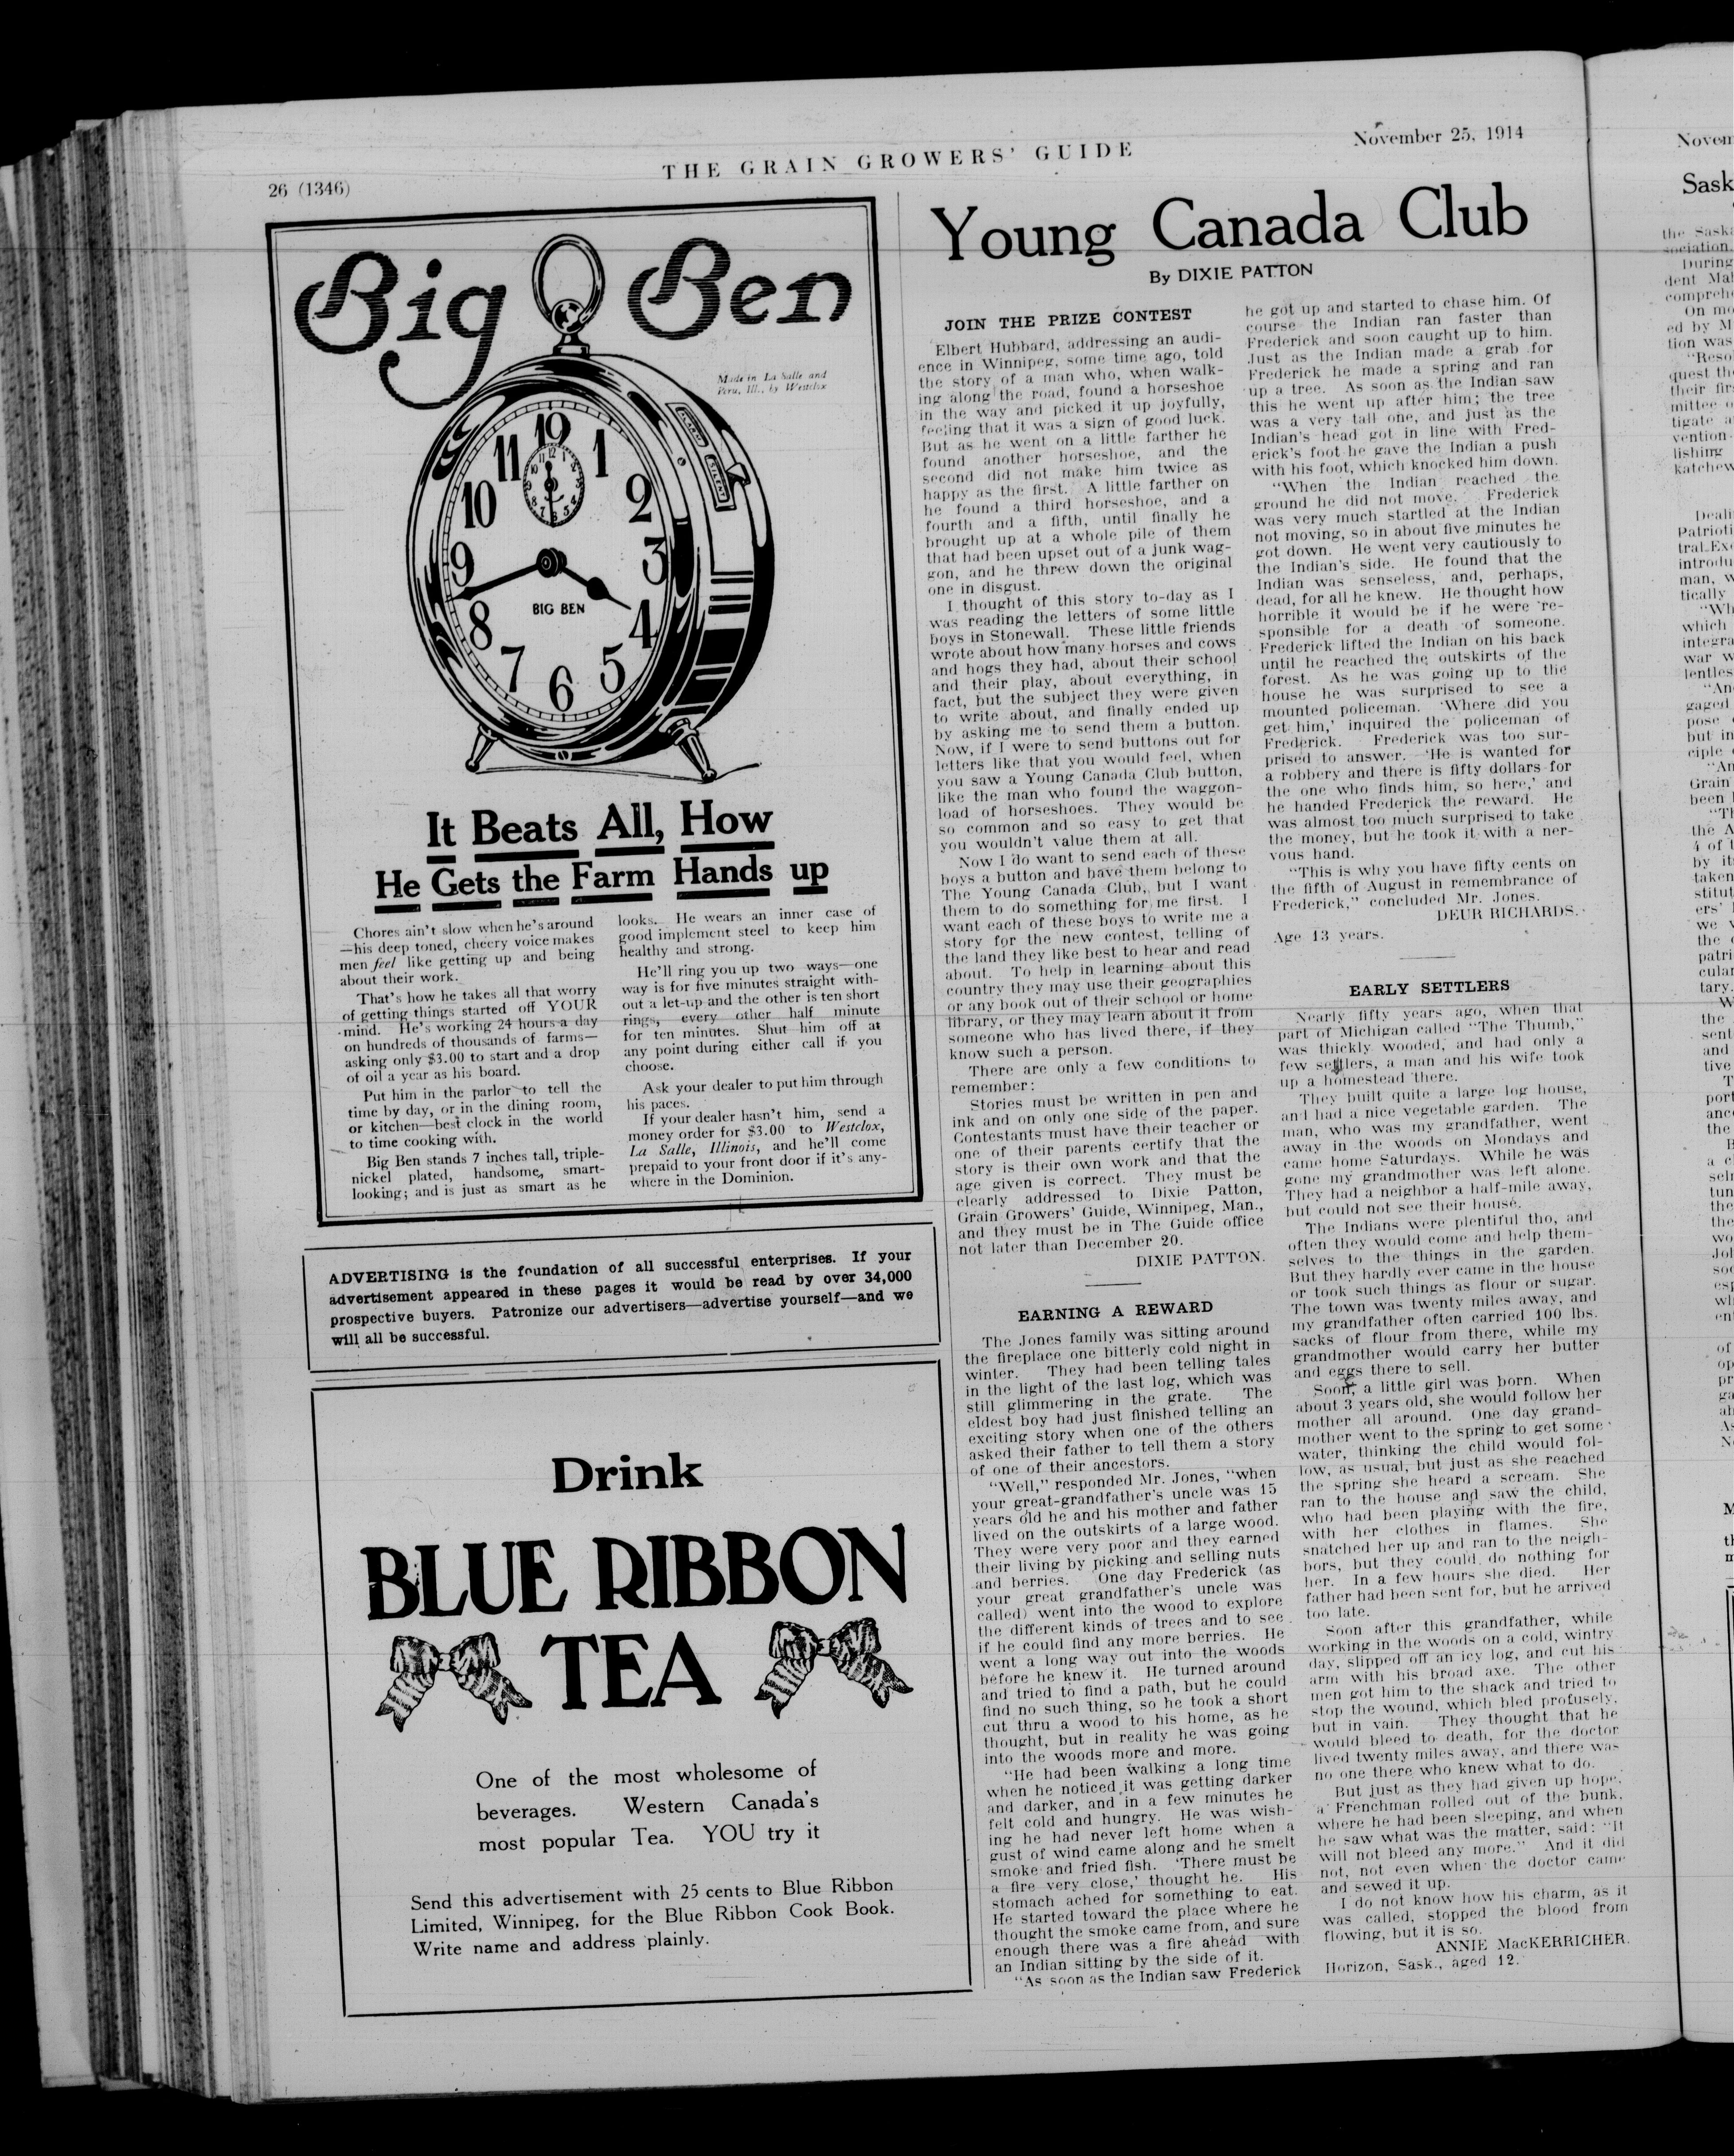 26 (1346)
THE GRAIN GROWERS' GUIDE
November 25, 1914
Big Ben
Made in La Salle and
Peru, Ill., by Westclox
SILENT
12
11
1
10
2
9
3
8
4
7
5
6
BIG BEN
It Beats All, How
He Gets the Farm Hands up
Chores ain't slow when he's around
—his deep toned, cheery voice makes
men feel like getting up and being
about their work.
That's how he takes all that worry
of getting things started off YOUR
mind. He's working 24 hours a day
on hundreds of thousands of farms—
asking only $3.00 to start and a drop
of oil a year as his board.
Put him in the parlor to tell the
time by day, or in the dining room,
or kitchen—best clock in the world
to time cooking with.
Big Ben stands 7 inches tall, triple-
nickel plated, handsome, smart-
looking; and is just as smart as he
looks. He wears an inner case of
good implement steel to keep him
healthy and strong.
He'll ring you up two ways—one
way is for five minutes straight with-
out a let-up and the other is ten short
rings, every other half minute
for ten minutes. Shut him off at
any point during either call if you
choose.
Ask your dealer to put him through
his paces.
If your dealer hasn't him, send a
money order for $3.00 to Westclox,
La Salle, Illinois, and he'll come
prepaid to your front door if it's any-
where in the Dominion.
ADVERTISING is the foundation of all successful enterprises. If your
advertisement appeared in these pages it would be read by over 34,000
prospective buyers. Patronize our advertisers—advertise yourself—and we
will all be successful.
Drink
BLUE RIBBON
TEA
One of the most wholesome of
beverages. Western Canada's
most popular Tea. YOU try it
Send this advertisement with 25 cents to Blue Ribbon
Limited, Winnipeg, for the Blue Ribbon Cook Book.
Write name and address plainly.
Young Canada Club
By DIXIE PATTON
JOIN THE PRIZE CONTEST
Elbert Hubbard, addressing an audi-
ence in Winnipeg, some time ago, told
the story of a man who, when walk-
ing along the road, found a horseshoe
in the way and picked it up joyfully,
feeling that it was a sign of good luck.
But as he went on a little farther he
found another horseshoe, and the
second did not make him twice as
happy as the first. A little farther on
he found a third horseshoe, and a
fourth and a fifth, until finally he
brought up at a whole pile of them
that had been upset out of a junk wag-
gon, and he threw down the original
one in disgust.
I thought of this story to-day as I
was reading the letters of some little
boys in Stonewall. These little friends
wrote about how many horses and cows
and hogs they had, about their school
and their play, about everything, in
fact, but the subject they were given
to write about, and finally ended up
by asking me to send them a button.
Now, if I were to send buttons out for
letters like that you would feel, when
you saw a Young Canada Club button,
like the man who found the waggon-
load of horseshoes. They would be
so common and so easy to get that
you wouldn't value them at all.
Now I do want to send each of these
boys a button and have them belong to
The Young Canada Club, but I want
them to do something for me first. I
want each of these boys to write me a
story for the new contest, telling of
the land they like best to hear and read
about. To help in learning about this
country they may use their geographies
or any book out of their school or home
library, or they may learn about it from
someone who has lived there, if they
know such a person.
There are only a few conditions to
remember:
Stories must be written in pen and
ink and on only one side of the paper.
Contestants must have their teacher or
one of their parents certify that the
story is their own work and that the
age given is correct. They must be
clearly addressed to Dixie Patton,
Grain Growers' Guide, Winnipeg, Man.,
and they must be in The Guide office
not later than December 20.
DIXIE PATTON.
EARNING A REWARD
The Jones family was sitting around
the fireplace one bitterly cold night in
winter. They had been telling tales
in the light of the last log, which was
still glimmering in the grate. The
eldest boy had just finished telling an
exciting story when one of the others
asked their father to tell them a story
of one of their ancestors.
"Well," responded Mr. Jones, "when
your great-grandfather's uncle was 15
years old he and his mother and father
lived on the outskirts of a large wood.
They were very poor and they earned
their living by picking and selling nuts
and berries. One day Frederick (as
your great grandfather's uncle was
called) went into the wood to explore
the different kinds of trees and to see
if he could find any more berries. He
went a long way out into the woods
before he knew it. He turned around
and tried to find a path, but he could
find no such thing, so he took a short
cut thru a wood to his home, as he
thought, but in reality he was going
into the woods more and more.
"He had been walking a long time
when he noticed it was getting darker
and darker, and in a few minutes he
felt cold and hungry. He was wish-
ing he had never left home when a
gust of wind came along and he smelt
smoke and fried fish. 'There must be
a fire very close,' thought he. His
stomach ached for something to eat.
He started toward the place where he
thought the smoke came from, and sure
enough there was a fire ahead with
an Indian sitting by the side of it.
"As soon as the Indian saw Frederick
he got up and started to chase him. Of
course the Indian ran faster than
Frederick and soon caught up to him.
Just as the Indian made a grab for
Frederick he made a spring and ran
up a tree. As soon as the Indian saw
this he went up after him; the tree
was a very tall one, and just as the
Indian's head got in line with Fred-
erick's foot he gave the Indian a push
with his foot, which knocked him down.
"When the Indian reached the
ground he did not move. Frederick
was very much startled at the Indian
not moving, so in about five minutes he
got down. He went very cautiously to
the Indian's side. He found that the
Indian was senseless, and, perhaps,
dead, for all he knew. He thought how
horrible it would be if he were re-
sponsible for a death of someone.
Frederick lifted the Indian on his back
until he reached the outskirts of the
forest. As he was going up to the
house he was surprised to see a
mounted policeman. 'Where did you
get him,' inquired the policeman of
Frederick. Frederick was too sur-
prised to answer. 'He is wanted for
a robbery and there is fifty dollars for
the one who finds him, so here,' and
he handed Frederick the reward. He
was almost too much surprised to take
the money, but he took it with a ner-
vous hand.
"This is why you have fifty cents on
the fifth of August in remembrance of
Frederick," concluded Mr. Jones.
DEUR RICHARDS.
Age 13 years.
EARLY SETTLERS
Nearly fifty years ago, when that
part of Michigan called "The Thumb,"
was thickly wooded, and had only a
few settlers, a man and his wife took
up a homestead there.
They built quite a large log house,
and had a nice vegetable garden. The
man, who was my grandfather, went
away in the woods on Mondays and
came home Saturdays. While he was
gone my grandmother was left alone.
They had a neighbor a half-mile away,
but could not see their house.
The Indians were plentiful tho, and
often they would come and help them-
selves to the things in the garden.
But they hardly ever came in the house
or took such things as flour or sugar.
The town was twenty miles away, and
my grandfather often carried 100 lbs.
sacks of flour from there, while my
grandmother would carry her butter
and eggs there to sell.
Soon, a little girl was born. When
about 3 years old, she would follow her
mother all around. One day grand-
mother went to the spring to get some
water, thinking the child would fol-
low, as usual, but just as she reached
the spring she heard a scream. She
ran to the house and saw the child,
who had been playing with the fire,
with her clothes in flames. She
snatched her up and ran to the neigh-
bors, but they could do nothing for
her. In a few hours she died. Her
father had been sent for, but he arrived
too late.
Soon after this grandfather, while
working in the woods on a cold, wintry
day, slipped off an icy log, and cut his
arm with his broad axe. The other
men got him to the shack and tried to
stop the wound, which bled profusely,
but in vain. They thought that he
would bleed to death, for the doctor
lived twenty miles away, and there was
no one there who knew what to do.
But just as they had given up hope,
a Frenchman rolled out of the bunk,
where he had been sleeping, and when
he saw what was the matter, said: "It
will not bleed any more." And it did
not, not even when the doctor came
and sewed it up.
I do not know how his charm, as it
was called, stopped the blood from
flowing, but it is so.
ANNIE MacKERRICHER.
Horizon, Sask., aged 12.